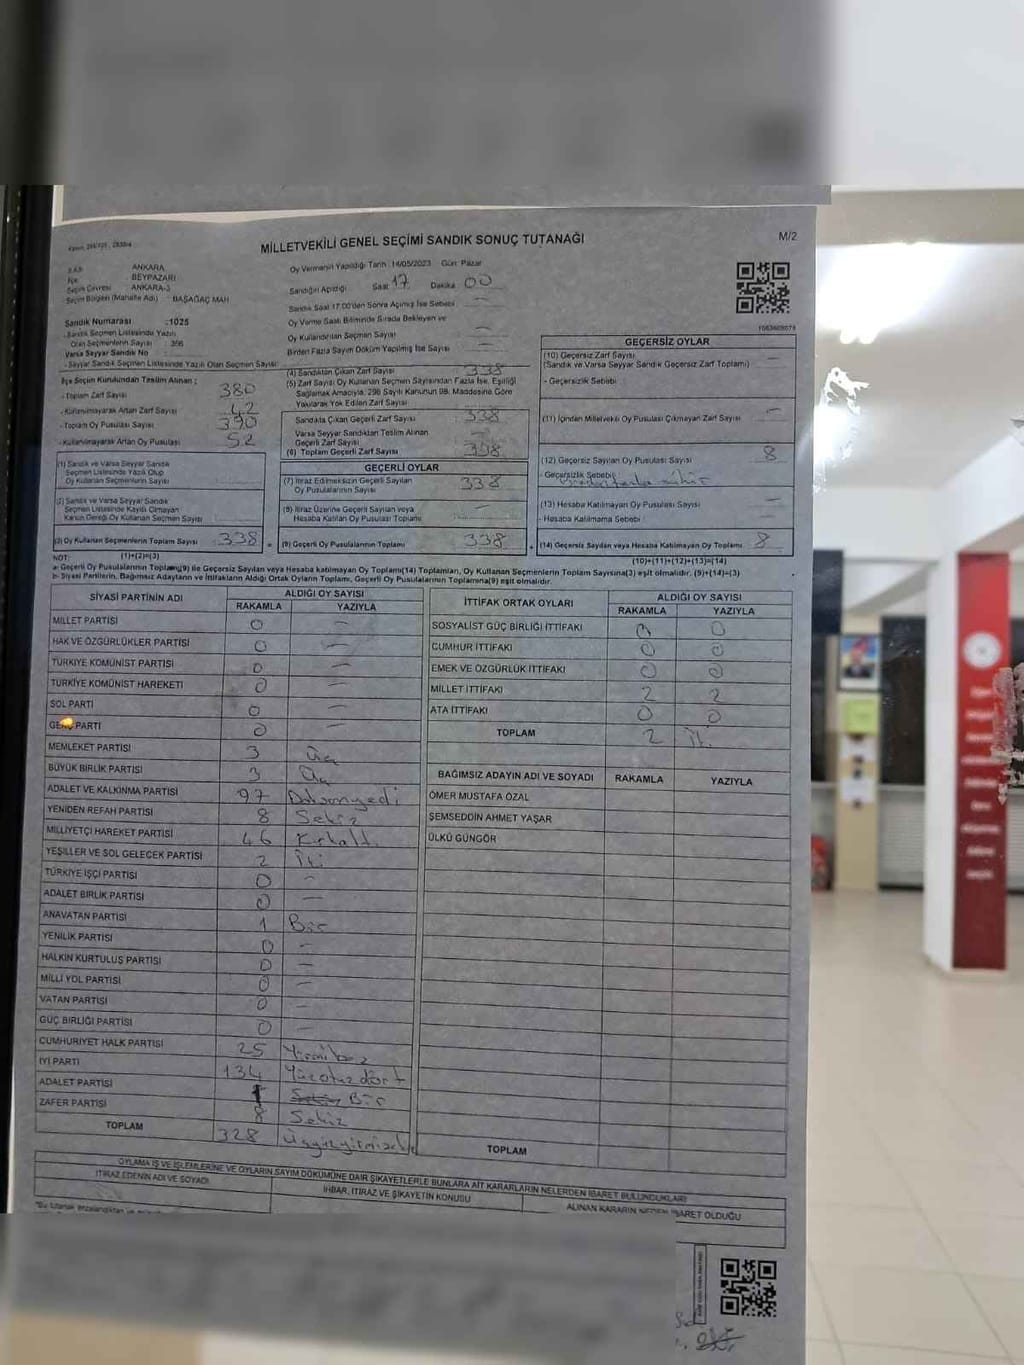 MİLLETVEKİLİ GENEL SEÇİMİ SANDIK SONUÇ TUTANAĞI
M/2
İli ANKARA
İlçe BEYPAZARI
Seçim Çevresi ANKARA-3
Seçim Bölgesi (Mahalle Adı) : BAŞAĞAÇ MAH
Sandık Numarası :1025
- Sandık Seçmen Listesinde Yazılı
Olan Seçmenlerin Sayısı 396
Varsa Seyyar Sandık No
- Seyyar Sandık Seçmen Listesinde Yazılı Olan Seçmen Sayısı:
Oy Vermenin Yapıldığı Tarih :14/05/2023 Gün: Pazar
Sandığın Açıldığı Saat 17 Dakika 00
Sandık Saat 17:00'den Sonra Açılmış İse Sebebi —
Oy Verme Saati Bitiminde Sırada Bekleyen ve
Oy Kullandırılan Seçmen Sayısı —
Birden Fazla Sayım Döküm Yapılmış İse Sayısı —
İlçe Seçim Kurulundan Teslim Alınan ;
- Toplam Zarf Sayısı 380
- Kullanılmayarak Artan Zarf Sayısı 42
- Toplam Oy Pusulası Sayısı 390
- Kullanılmayarak Artan Oy Pusulası 52
(4) Sandıktan Çıkan Zarf Sayısı 338
(5) Zarf Sayısı Oy Kullanan Seçmen Sayısından Fazla İse, Eşitliği
Sağlamak Amacıyla, 298 Sayılı Kanunun 98. Maddesine Göre
Yakılarak Yok Edilen Zarf Sayısı
Sandıkta Çıkan Geçerli Zarf Sayısı 338
Varsa Seyyar Sandıktan Teslim Alınan
Geçerli Zarf Sayısı —
(6) Toplam Geçerli Zarf Sayısı 338
GEÇERSİZ OYLAR
(10) Geçersiz Zarf Sayısı —
(Sandık ve Varsa Seyyar Sandık Geçersiz Zarf Toplamı)
- Geçersizlik Sebebi
(11) İçinden Milletvekili Oy Pusulası Çıkmayan Zarf Sayısı —
(12) Geçersiz Sayılan Oy Pusulası Sayısı 8
- Geçersizlik Sebebi
(13) Hesaba Katılmayan Oy Pusulası Sayısı —
- Hesaba Katılmama Sebebi —
(14) Geçersiz Sayılan veya Hesaba Katılmayan Oy Toplamı 8
(10)+(11)+(12)+(13)=(14)
(1) Sandık ve Varsa Seyyar Sandık
Seçmen Listesinde Yazılı Olup
Oy Kullanan Seçmenlerin Sayısı
(2) Sandık ve Varsa Seyyar Sandık
Seçmen Listesinde Kayıtlı Olmayan
Kanun Gereği Oy Kullanan Seçmen Sayısı
(3) Oy Kullanan Seçmenlerin Toplam Sayısı 338 =
(1)+(2)=(3)
GEÇERLİ OYLAR
(7) İtiraz Edilmeksizin Geçerli Sayılan
Oy Pusulalarının Sayısı 338
(8) İtiraz Üzerine Geçerli Sayılan veya
Hesaba Katılan Oy Pusulası Toplamı
(9) Geçerli Oy Pusulalarının Toplamı 338 +
NOT:
a- Geçerli Oy Pusulalarının Toplamı(9) ile Geçersiz Sayılan veya Hesaba katılmayan Oy Toplamı(14) Toplamları, Oy Kullanan Seçmenlerin Toplam Sayısına(3) eşit olmalıdır. (9)+(14)=(3)
b- Siyasi Partilerin, Bağımsız Adayların ve İttifakların Aldığı Ortak Oyların Toplamı, Geçerli Oy Pusulalarının Toplamına(9) eşit olmalıdır.
SİYASİ PARTİNİN ADI ALDIĞI OY SAYISI
RAKAMLA YAZIYLA
MİLLET PARTİSİ 0 —
HAK VE ÖZGÜRLÜKLER PARTİSİ 0 —
TÜRKİYE KOMÜNİST PARTİSİ 0 —
TÜRKİYE KOMÜNİST HAREKETİ 0 —
SOL PARTİ 0 —
PARTİ 0 —
MEMLEKET PARTİSİ 3 Üç
BÜYÜK BİRLİK PARTİSİ 3 Üç
ADALET VE KALKINMA PARTİSİ 97 Doksanyedi
YENİDEN REFAH PARTİSİ 8 Sekiz
MİLLİYETÇİ HAREKET PARTİSİ 46 Kırkaltı
YEŞİLLER VE SOL GELECEK PARTİSİ 2 İki
TÜRKİYE İŞÇİ PARTİSİ 0 —
ADALET BİRLİK PARTİSİ 0 —
ANAVATAN PARTİSİ 1 Bir
YENİLİK PARTİSİ 0 —
HALKIN KURTULUŞ PARTİSİ 0 —
MİLLİ YOL PARTİSİ 0 —
VATAN PARTİSİ 0 —
GÜÇ BİRLİĞİ PARTİSİ 0 —
CUMHURİYET HALK PARTİSİ 25 Yirmibeş
İYİ PARTİ 134 Yüzotuzdört
ADALET PARTİSİ 1 Bir
ZAFER PARTİSİ 8 Sekiz
TOPLAM 328 Üçyüzyirmisekiz
İTTİFAK ORTAK OYLARI ALDIĞI OY SAYISI
RAKAMLA YAZIYLA
SOSYALİST GÜÇ BİRLİĞİ İTTİFAKI 0 0
CUMHUR İTTİFAKI 0 0
EMEK VE ÖZGÜRLÜK İTTİFAKI 0 0
MİLLET İTTİFAKI 2 2
ATA İTTİFAKI 0 0
TOPLAM 2 İki
BAĞIMSIZ ADAYIN ADI VE SOYADI RAKAMLA YAZIYLA
ÖMER MUSTAFA ÖZAL
ŞEMSEDDİN AHMET YAŞAR
ÜLKÜ GÜNGÖR
TOPLAM
OYLAMA İŞ VE İŞLEMLERİNE VE OYLARIN SAYIM DÖKÜMÜNE DAİR ŞİKAYETLERLE BUNLARA AİT KARARLARIN NELERDEN İBARET BULUNDUKLARI
İTİRAZ EDENİN ADI VE SOYADI
İHBAR, İTİRAZ VE ŞİKAYETİN KONUSU
ALINAN KARARIN NEDEN İBARET OLDUĞU